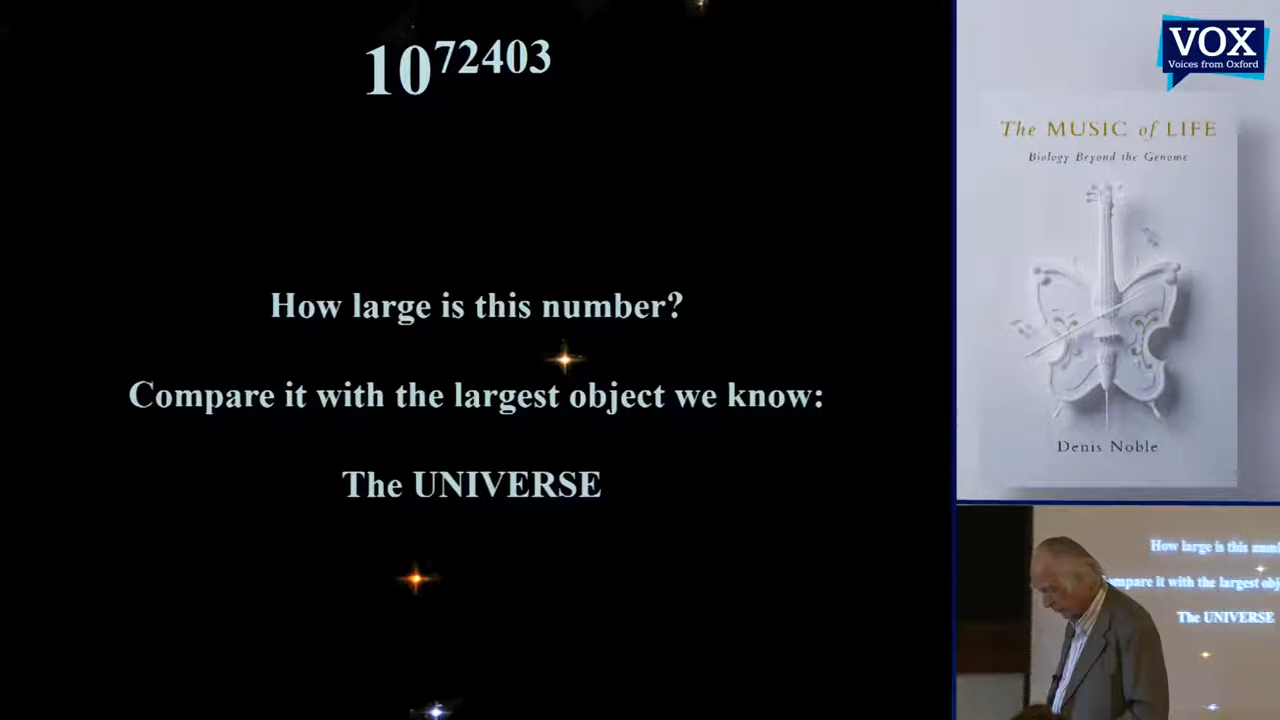 10^72403
How large is this number?
Compare it with the largest object we know:
The UNIVERSE
VOX
Voices from Oxford
The MUSIC of LIFE
Biology Beyond the Genome
Denis Noble
How large is this num
ompare it with the largest obj
The UNIVERSE